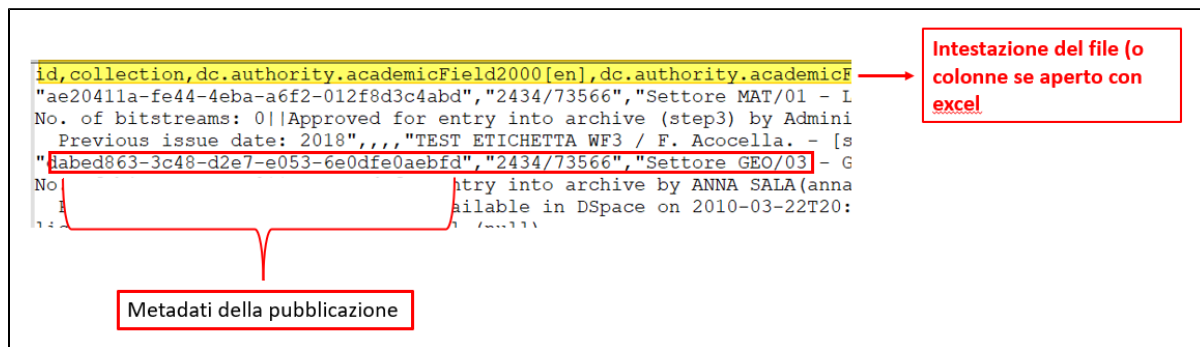 id,collection,dc.authority.academicField2000[en],dc.authority.academicF
"ae20411a-fe44-4eba-a6f2-012f8d3c4abd","2434/73566","Settore MAT/01 - L
No. of bitstreams: 0||Approved for entry into archive (step3) by Admini
Previous issue date: 2018",,,,"TEST ETICHETTA WF3 / F. Acocella. - [s
"dabed863-3c48-d2e7-e053-6e0dfe0aebfd","2434/73566","Settore GEO/03 - G
No. entry into archive by ANNA SALA(anna
ailable in DSpace on 2010-03-22T20:
(null)
Intestazione del file (o
colonne se aperto con
excel
Metadati della pubblicazione